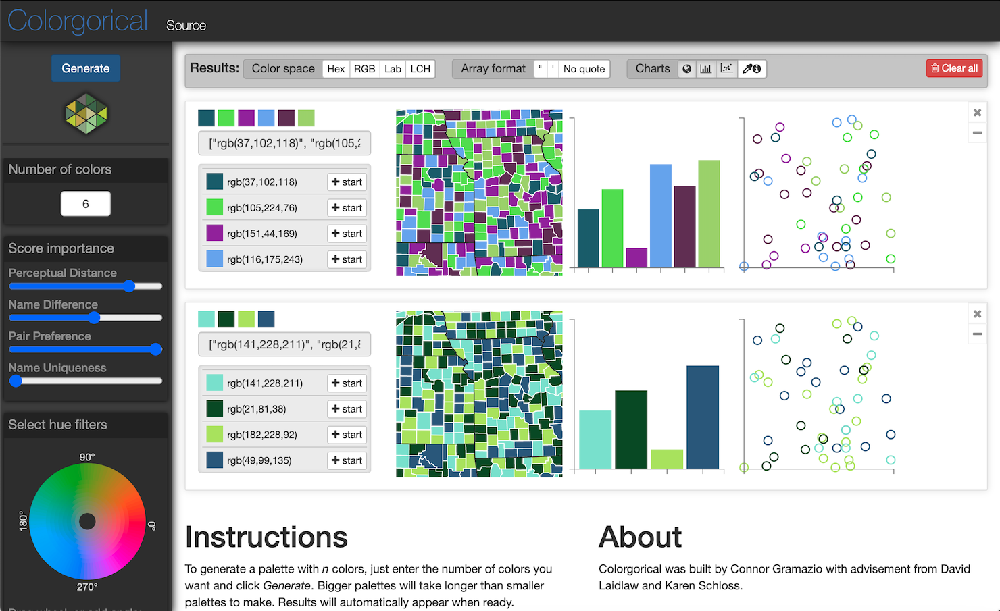 Colorgorical
Source
Generate
Number of colors
6
Score importance
Perceptual Distance
Name Difference
Pair Preference
Name Uniqueness
Select hue filters
90°
180°
0°
270°
Results:
Color space
Hex
RGB
Lab
LCH
Array format
"
'
No quote
Charts
Clear all
["rgb(37,102,118)", "rgb(105,2
rgb(37,102,118)
+ start
rgb(105,224,76)
+ start
rgb(151,44,169)
+ start
rgb(116,175,243)
+ start
["rgb(141,228,211)", "rgb(21,8
rgb(141,228,211)
+ start
rgb(21,81,38)
+ start
rgb(182,228,92)
+ start
rgb(49,99,135)
+ start
Instructions
To generate a palette with n colors, just enter the number of colors you
want and click Generate. Bigger palettes will take longer than smaller
palettes to make. Results will automatically appear when ready.
About
Colorgorical was built by Connor Gramazio with advisement from David
Laidlaw and Karen Schloss.